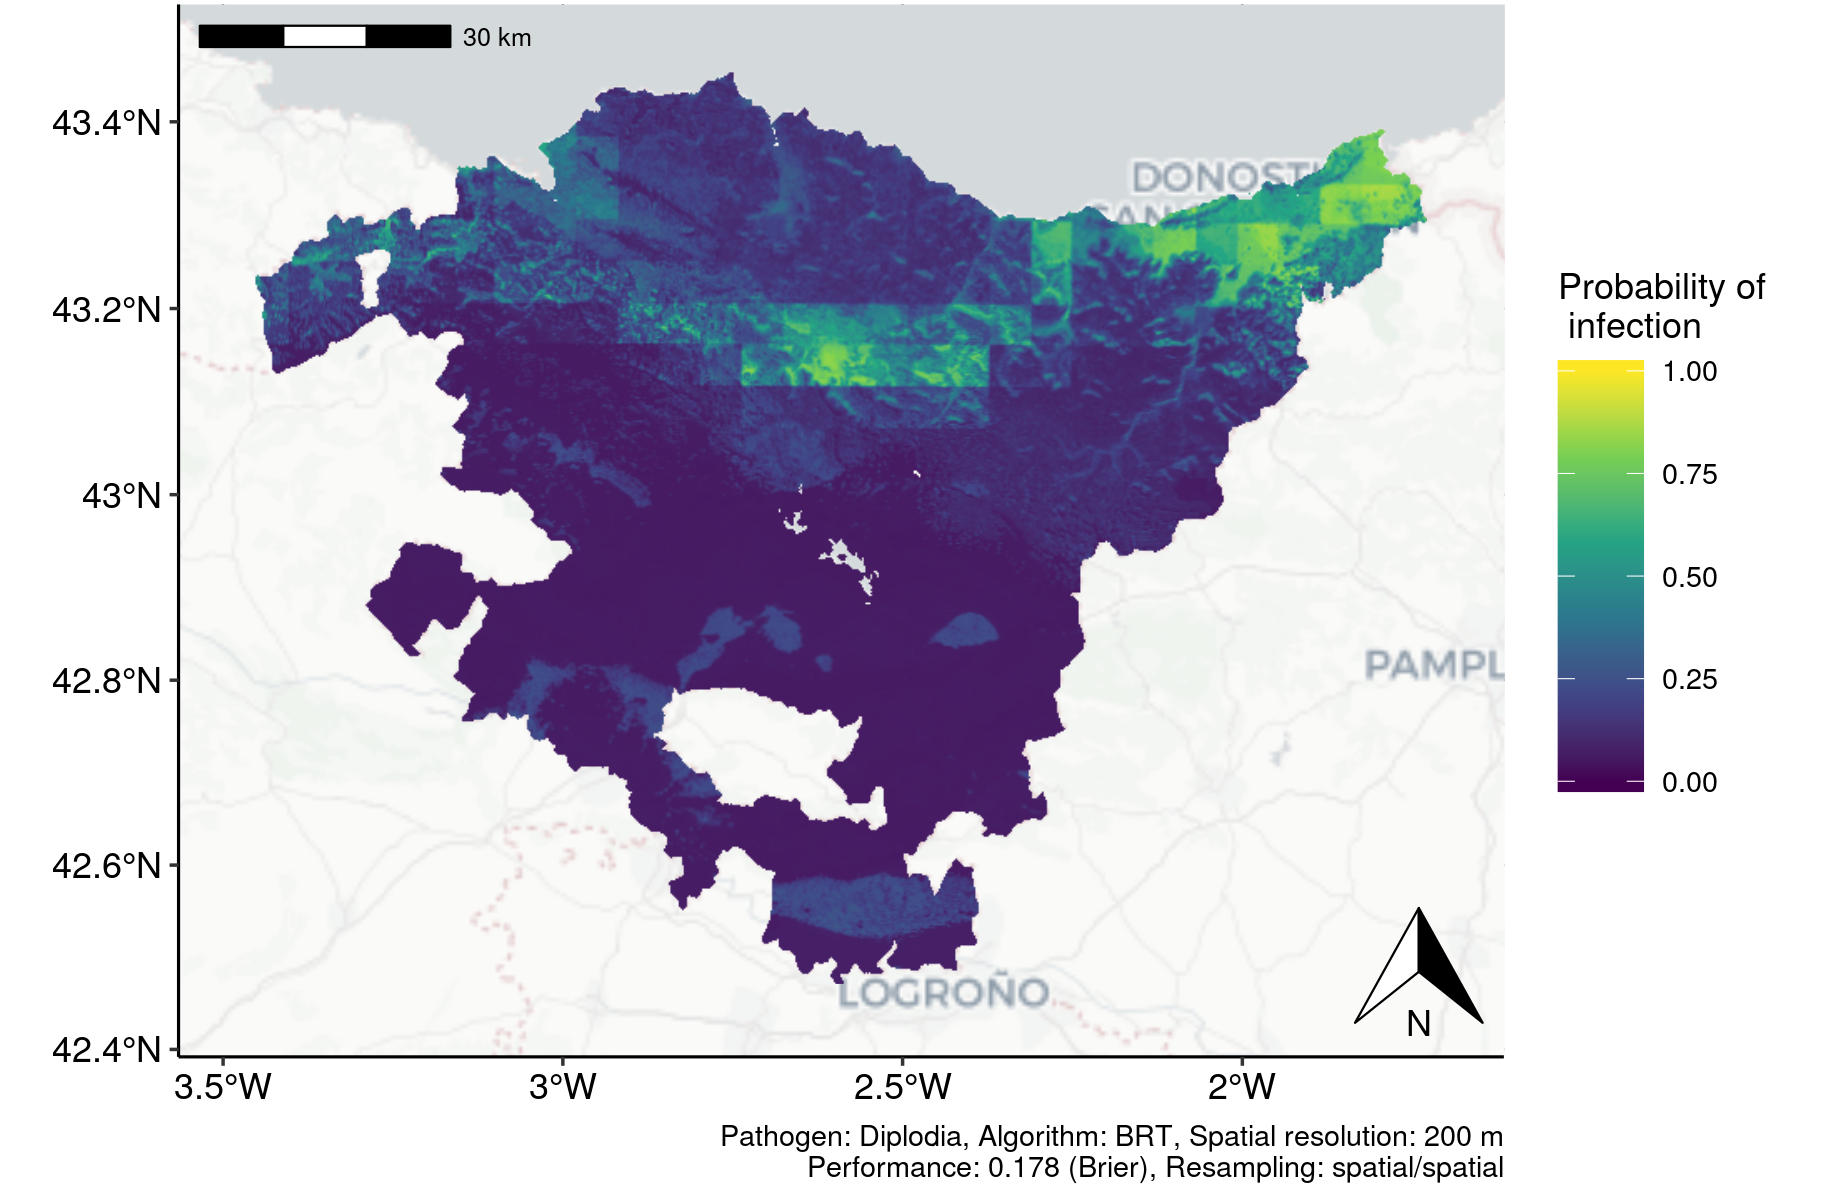 30 km
43.4°N
DONOST
43.2°N
43°N
42.8°N
42.6°N
42.4°N
PAMPL
LOGROÑO
N
3.5°W
3°W
2.5°W
2°W
Probability of
infection
1.00
0.75
0.50
0.25
0.00
Pathogen: Diplodia, Algorithm: BRT, Spatial resolution: 200 m
Performance: 0.178 (Brier), Resampling: spatial/spatial